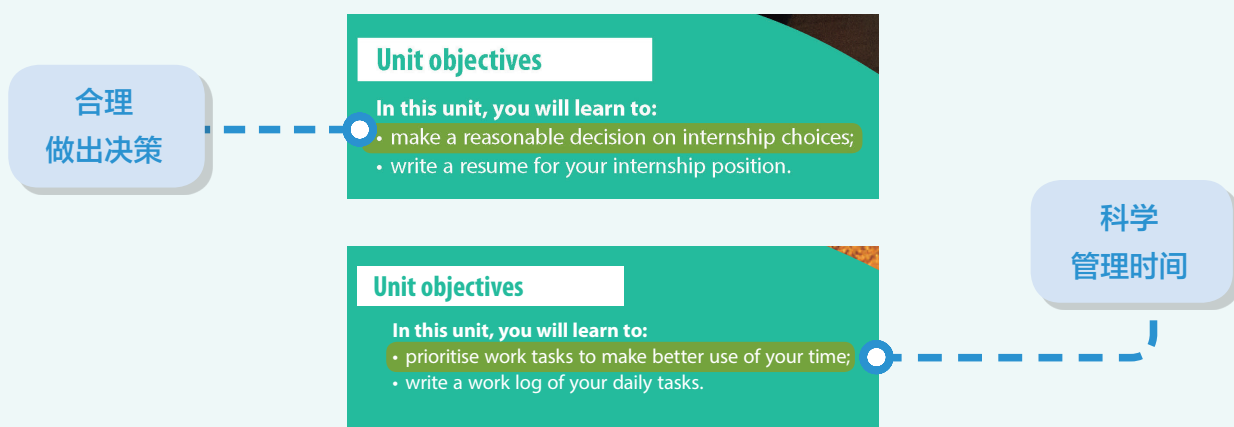 合理
做出决策
Unit objectives
In this unit, you will learn to:
• make a reasonable decision on internship choices;
• write a resume for your internship position.
科学
管理时间
Unit objectives
In this unit, you will learn to:
• prioritise work tasks to make better use of your time;
• write a work log of your daily tasks.